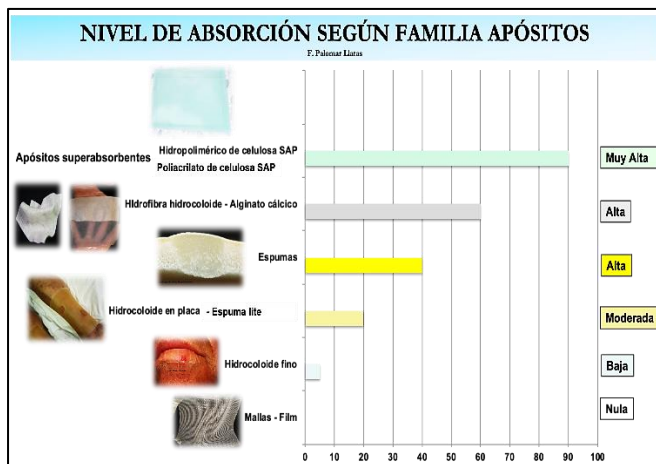 NIVEL DE ABSORCIÓN SEGÚN FAMILIA APÓSITOS
F. Palomar Llatas
Apósitos superabsorbentes
Hidropolimérico de celulosa SAP
Poliacrilato de celulosa SAP
Muy Alta
HIdrofibra hidrocoloide - Alginato cálcico
Alta
Espumas
Alta
Hidrocoloide en placa - Espuma lite
Moderada
Hidrocoloide fino
Baja
Mallas - Film
Nula
0 10 20 30 40 50 60 70 80 90 100